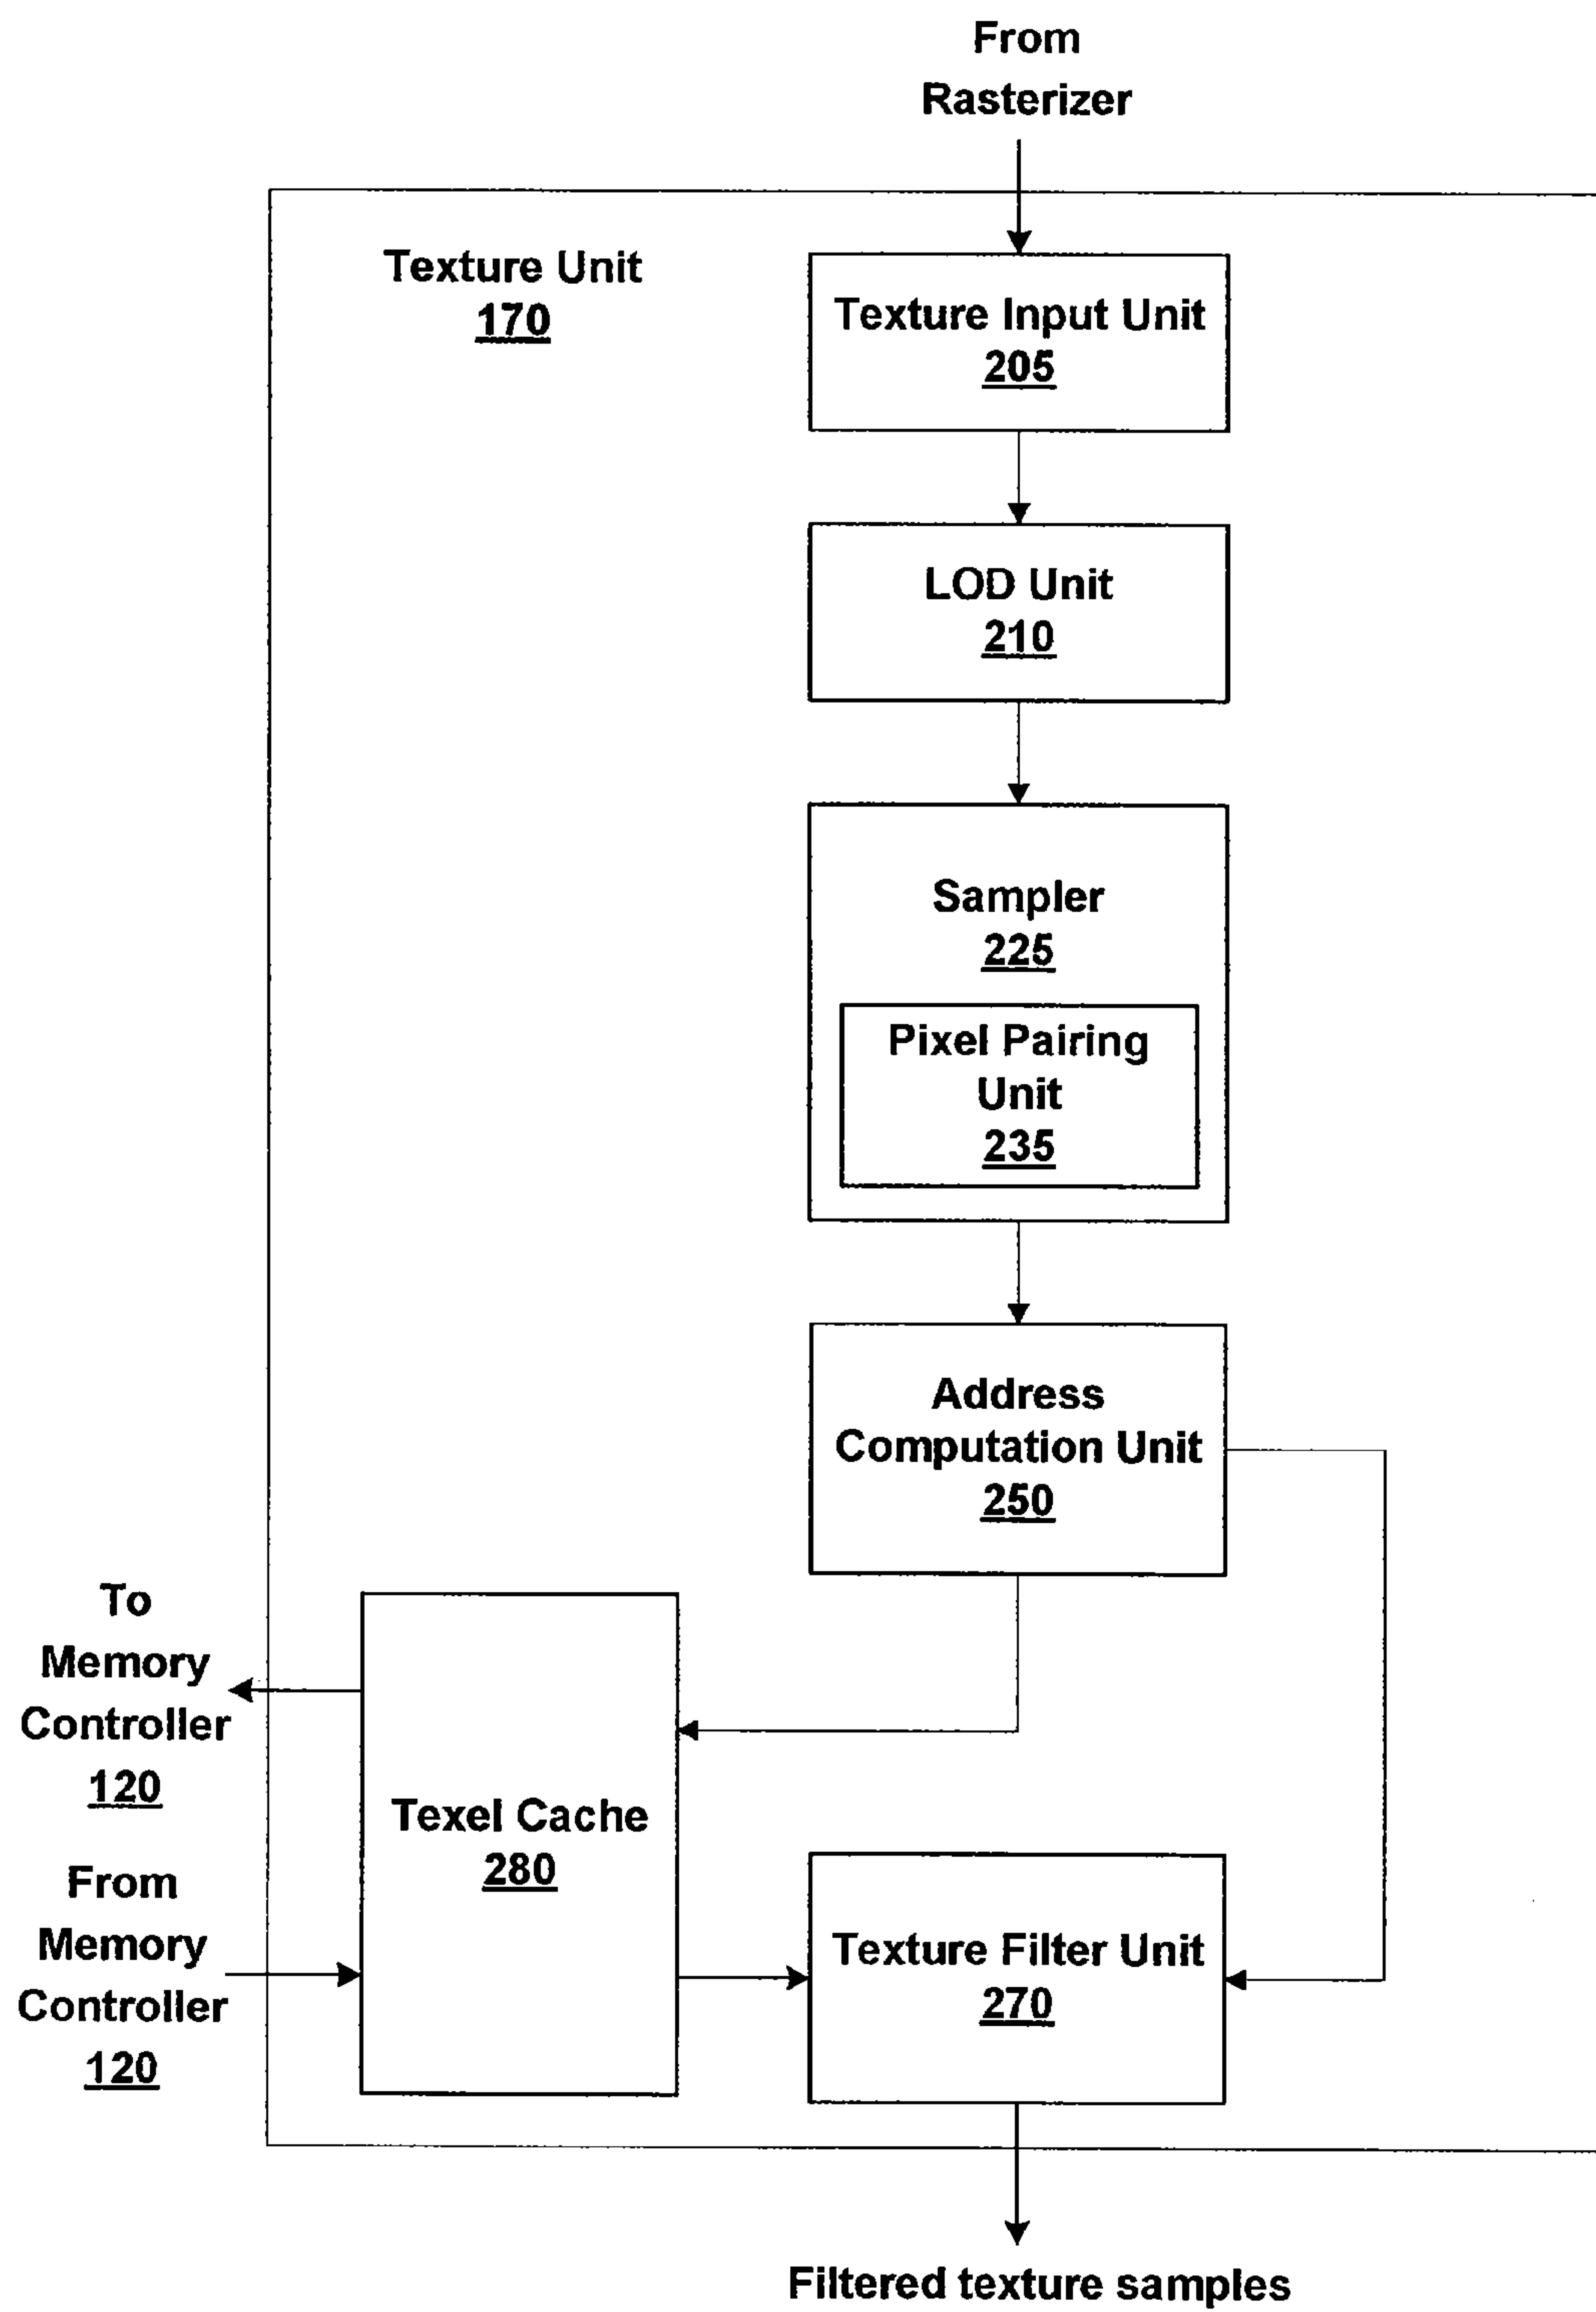 From
Rasterizer
Texture Unit
170
Texture Input Unit
205
LOD Unit
210
Sampler
225
Pixel Pairing
Unit
235
Address
Computation Unit
250
To
Memory
Controller
120
Texel Cache
280
From
Memory
Controller
120
Texture Filter Unit
270
Filtered texture samples